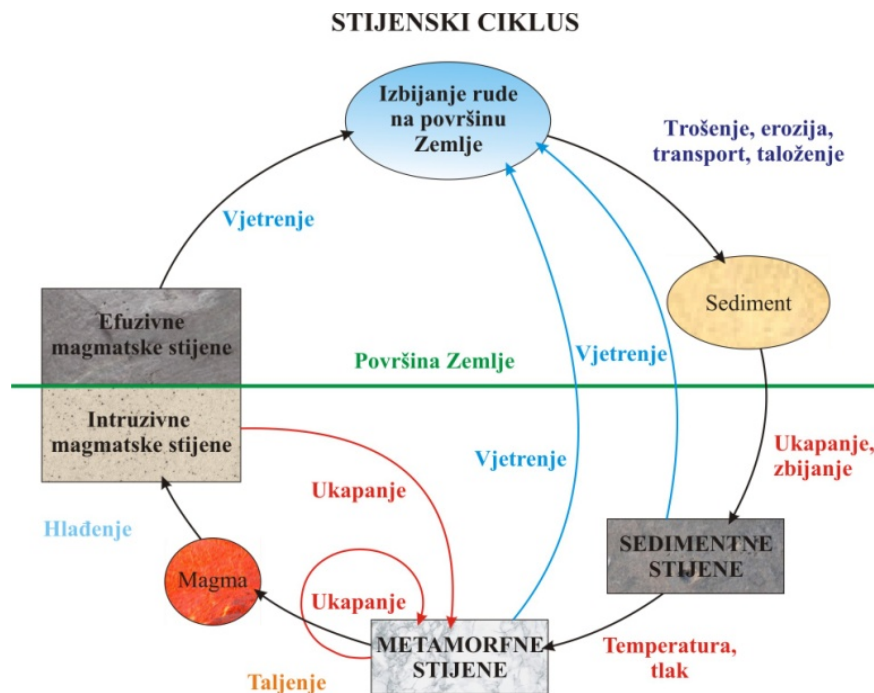 STIJENSKI CIKLUS
Izbijanje rude
na površinu
Zemlje
Trošenje, erozija,
transport, taloženje
Vjetrenje
Sediment
Efuzivne
magmatske stijene
Površina Zemlje
Vjetrenje
Intruzivne
magmatske stijene
Ukapanje,
zbijanje
Vjetrenje
Ukapanje
Hlađenje
SEDIMENTNE
STIJENE
Magma
Ukapanje
METAMORFNE
STIJENE
Temperatura,
tlak
Taljenje